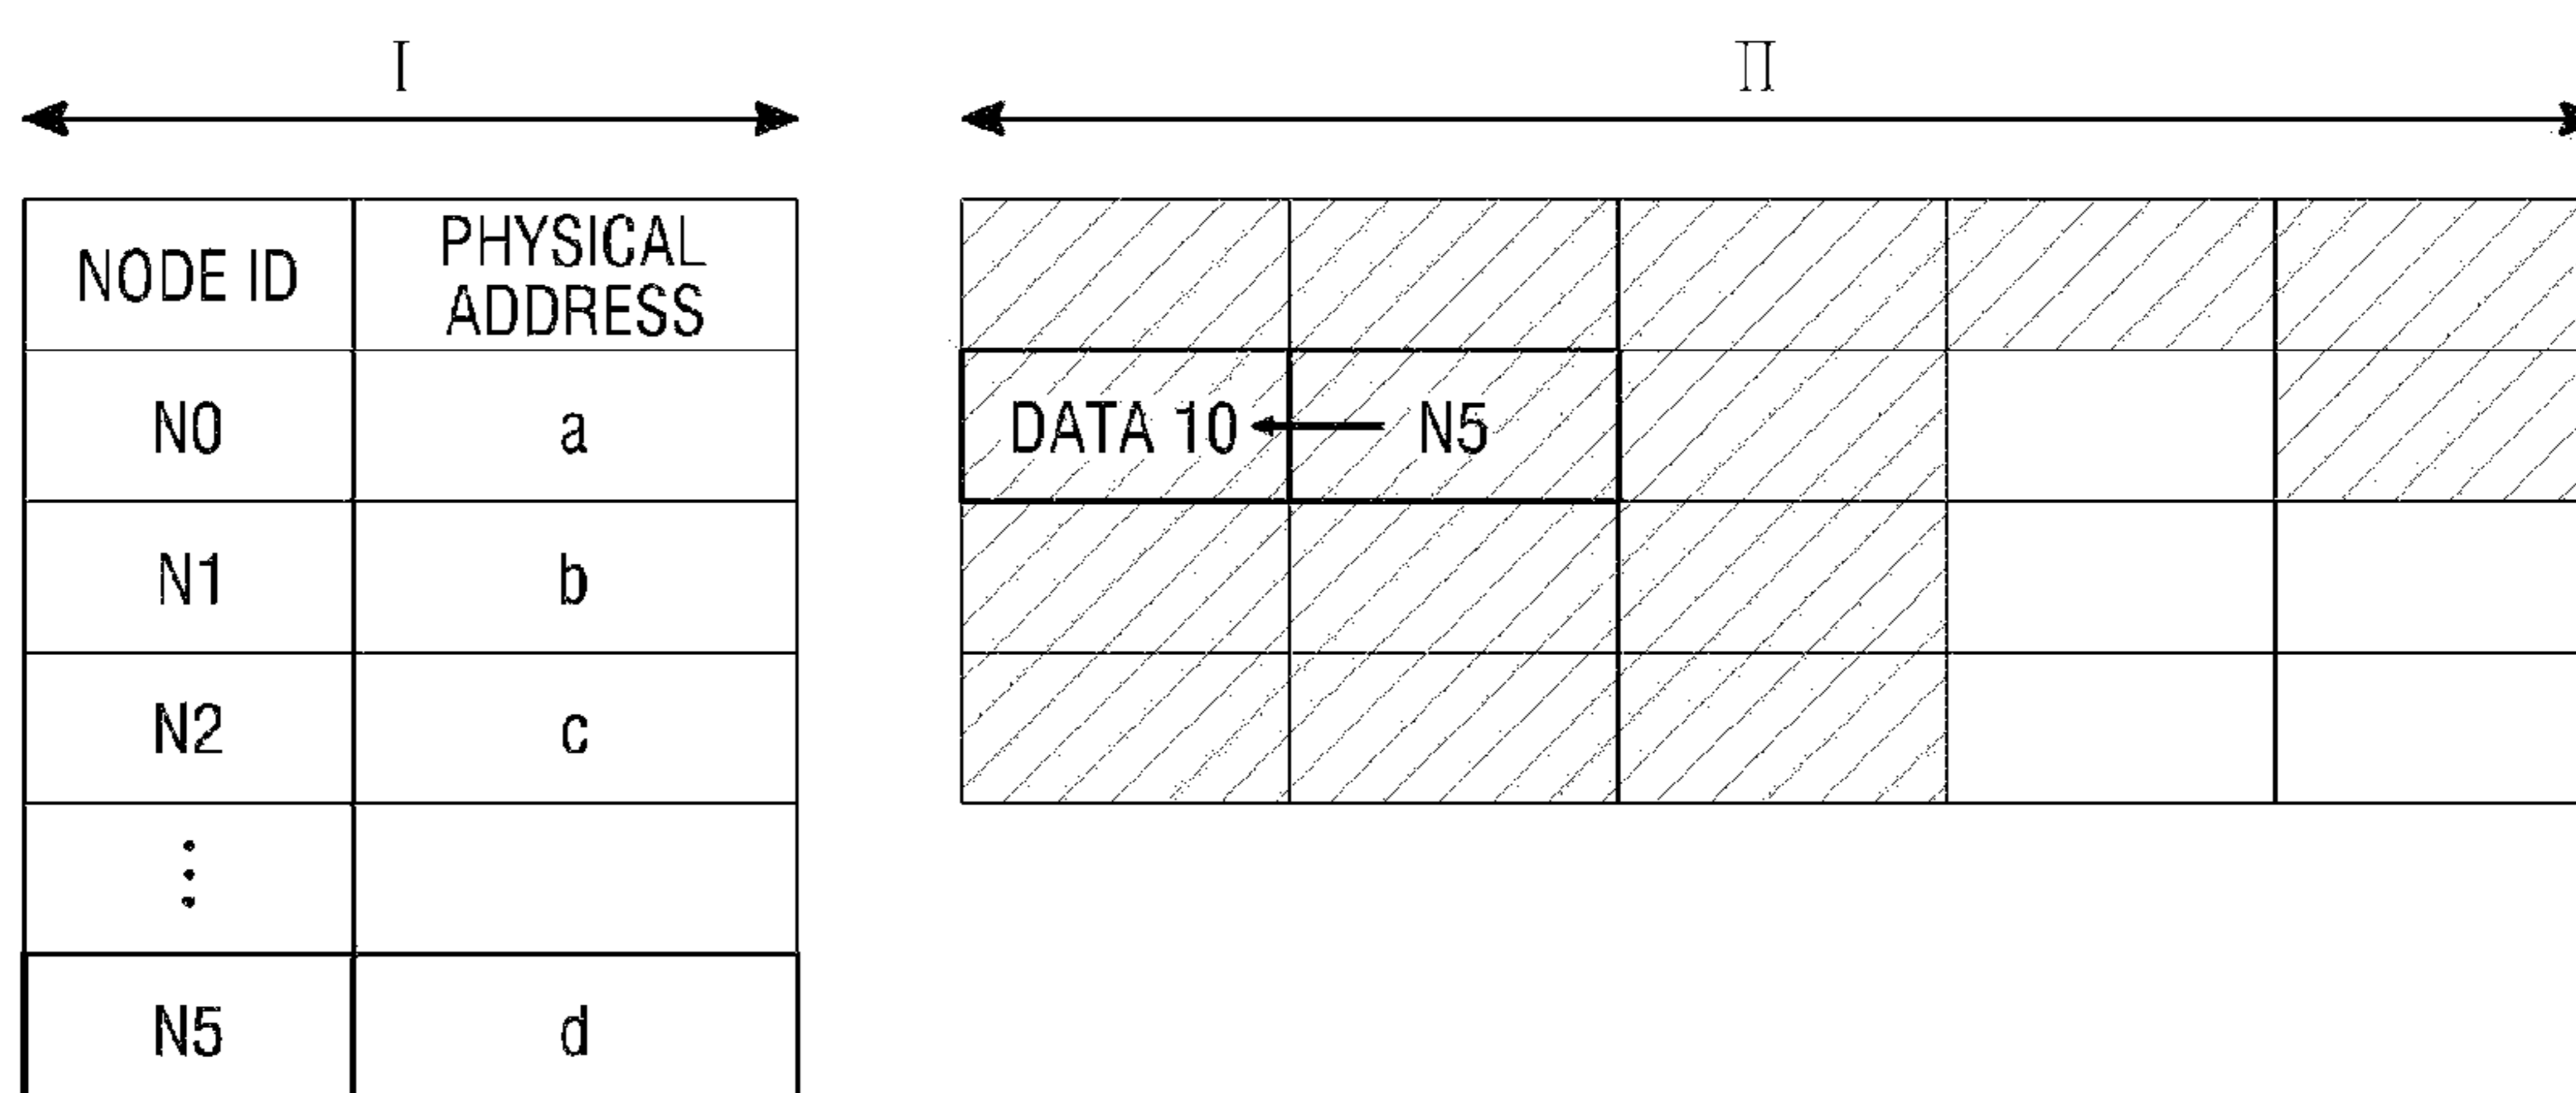 I
II
NODE ID
PHYSICAL
ADDRESS
N0
a
DATA 10
N5
N1
b
N2
c
⋮
N5
d